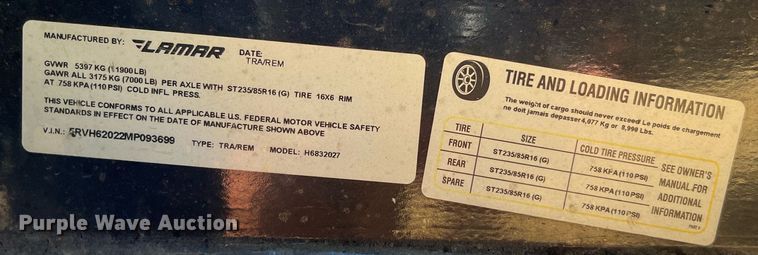 MANUFACTURED BY: LAMAR DATE:
TRA/REM
GVWR 5397 KG (11900 LB)
GAWR ALL 3175 KG (7000 LB) PER AXLE WITH ST235/85R16 (G) TIRE 16X6 RIM
AT 758 KPA (110 PSI) COLD INFL PRESS.
THIS VEHICLE CONFORMS TO ALL APPLICABLE U.S. FEDERAL MOTOR VEHICLE SAFETY
STANDARDS IN EFFECT ON THE DATE OF MANUFACTURE SHOWN ABOVE
V.I.N.: 5RVH62022MP093699 TYPE: TRA/REM MODEL: H6832027
TIRE AND LOADING INFORMATION
The weight of cargo should never exceed/ Le poids de chargement
ne doit jamais depasser 4,077 Kg or 8,990 Lbs.
TIRE SIZE COLD TIRE PRESSURE SEE OWNER'S
MANUAL FOR
ADDITIONAL
INFORMATION
FRONT ST235/85R16 (G) 758 KPA (110 PSI)
REAR ST235/85R16 (G) 758 KPA (110 PSI)
SPARE ST235/85R16 (G) 758 KPA (110 PSI)
Purple Wave Auction